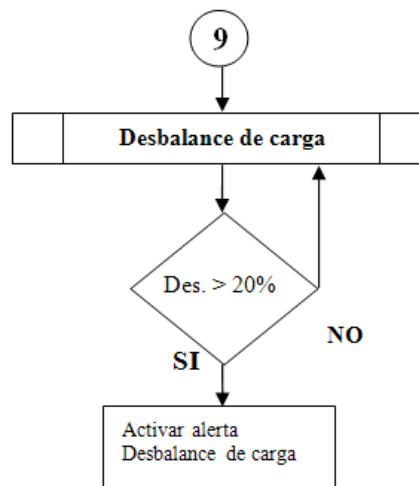 9
Desbalance de carga
Des. > 20%
NO
SI
Activar alerta
Desbalance de carga